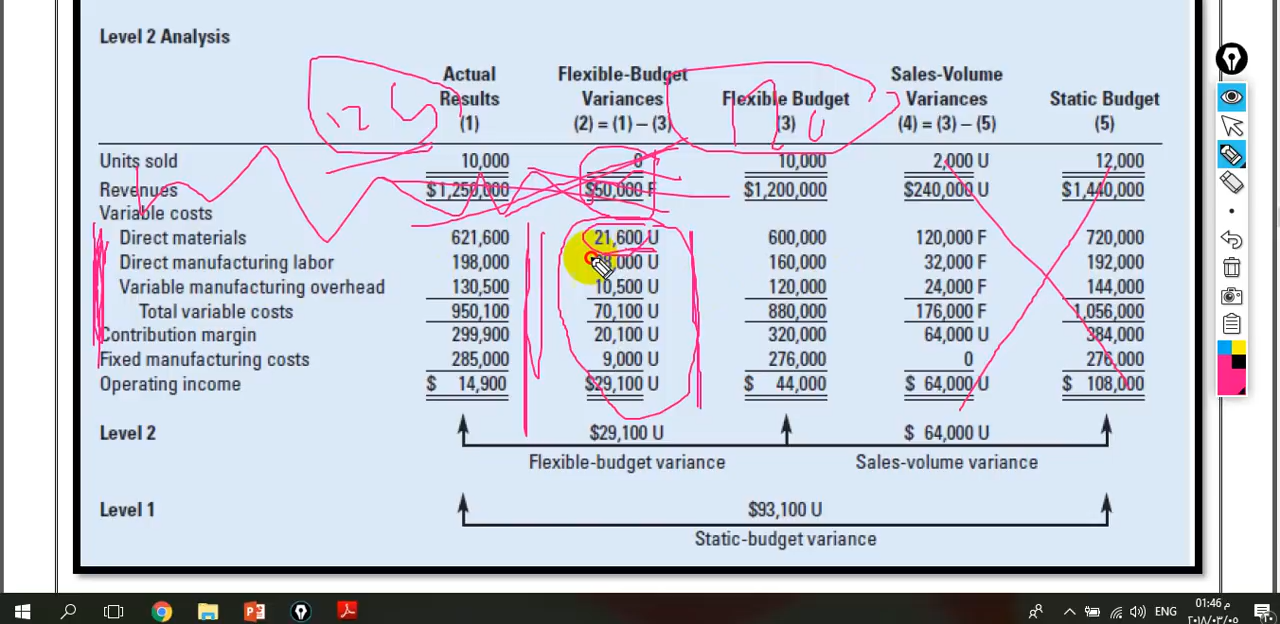 Level 2 Analysis
Actual Results (1) Flexible-Budget Variances (2) = (1) – (3) Flexible Budget (3) Sales-Volume Variances (4) = (3) – (5) Static Budget (5)
Units sold 10,000 0 10,000 2,000 U 12,000
Revenues $1,250,000 $50,000 F $1,200,000 $240,000 U $1,440,000
Variable costs
Direct materials 621,600 21,600 U 600,000 120,000 F 720,000
Direct manufacturing labor 198,000 ,000 U 160,000 32,000 F 192,000
Variable manufacturing overhead 130,500 10,500 U 120,000 24,000 F 144,000
Total variable costs 950,100 70,100 U 880,000 176,000 F 1,056,000
Contribution margin 299,900 20,100 U 320,000 64,000 U 384,000
Fixed manufacturing costs 285,000 9,000 U 276,000 0 276,000
Operating income $ 14,900 $29,100 U $ 44,000 $ 64,000 U $ 108,000
Level 2 $29,100 U $ 64,000 U
Flexible-budget variance Sales-volume variance
Level 1 $93,100 U
Static-budget variance
ENG
01:46 م
٢٠١٨/٠٣/٠٥